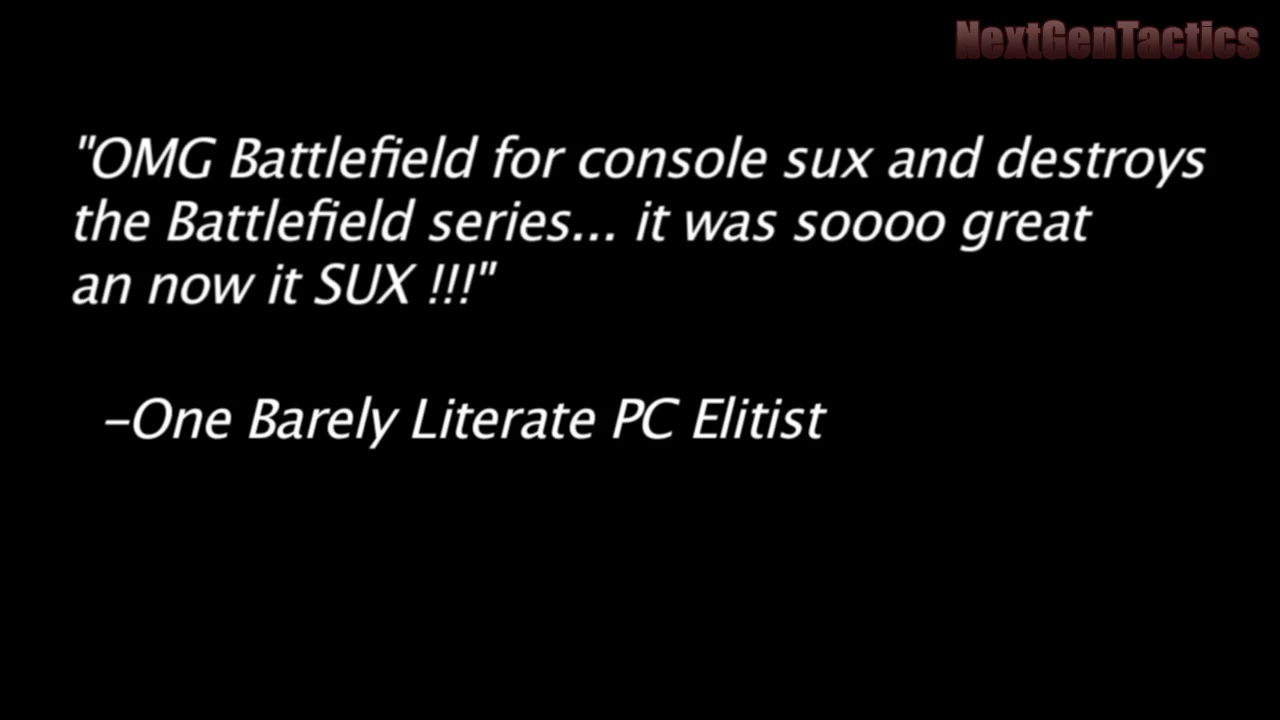 NextGenTactics
"OMG Battlefield for console sux and destroys
the Battlefield series... it was soooo great
an now it SUX !!!"
–One Barely Literate PC Elitist